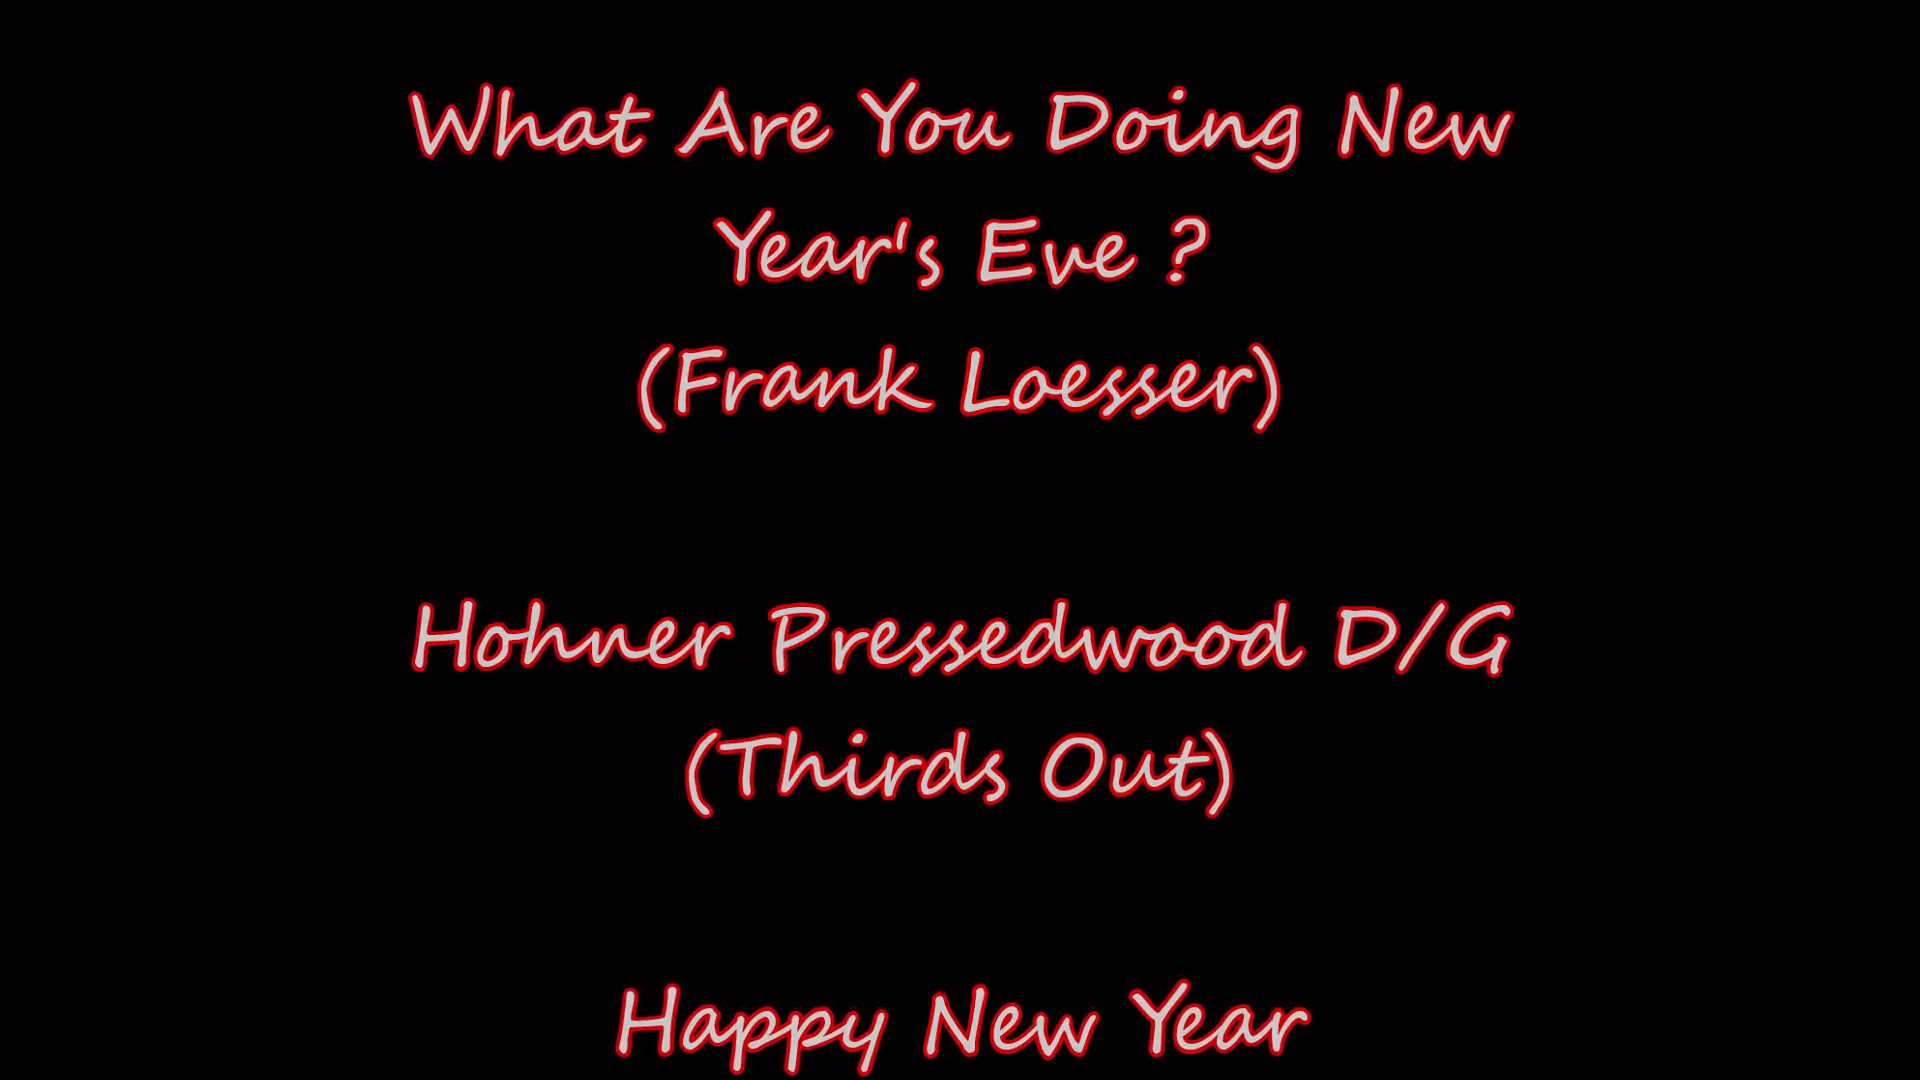 What Are You Doing New
Year's Eve ?
(Frank Loesser)
Hohner Pressedwood D/G
(Thirds Out)
Happy New Year